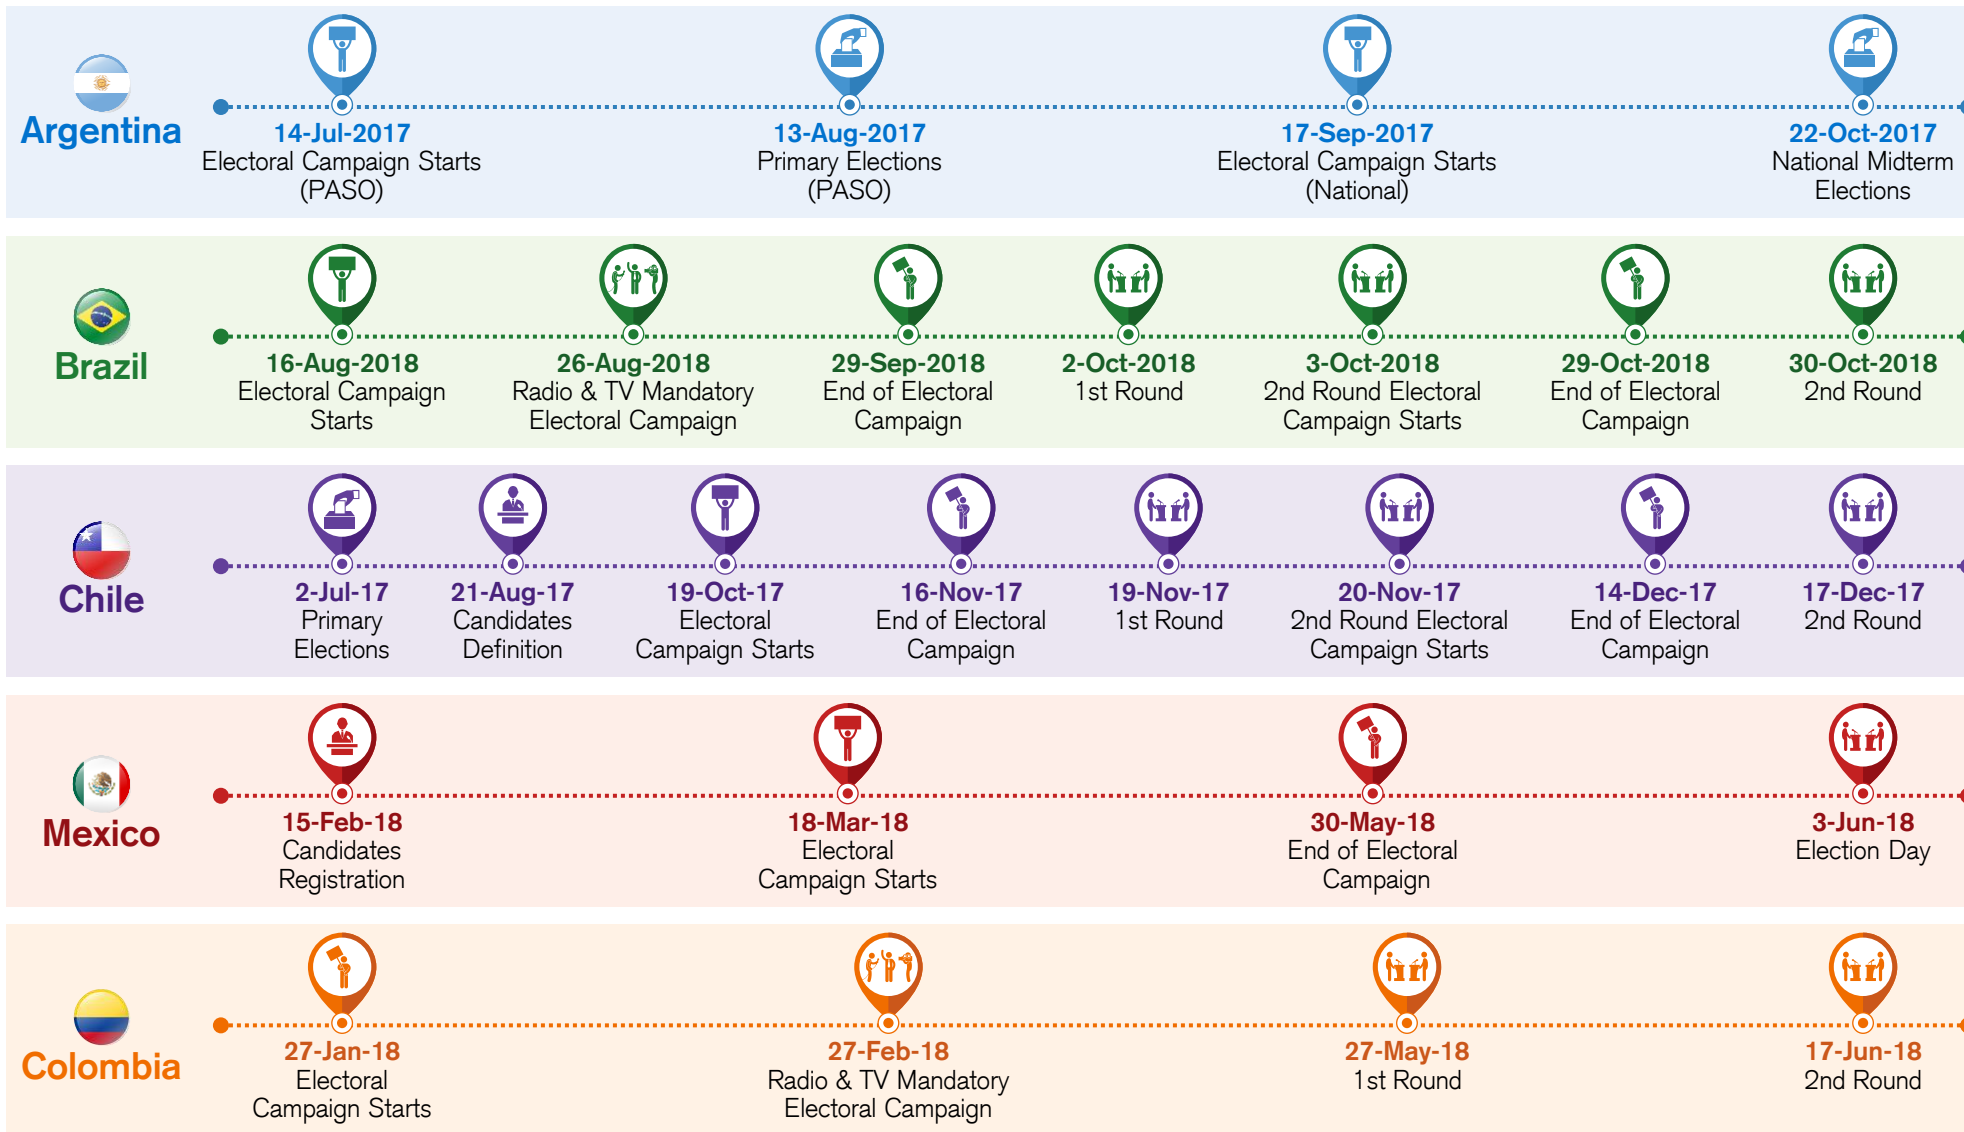 Argentina
14-Jul-2017
Electoral Campaign Starts
(PASO)
13-Aug-2017
Primary Elections
(PASO)
17-Sep-2017
Electoral Campaign Starts
(National)
22-Oct-2017
National Midterm
Elections
Brazil
16-Aug-2018
Electoral Campaign
Starts
26-Aug-2018
Radio & TV Mandatory
Electoral Campaign
29-Sep-2018
End of Electoral
Campaign
2-Oct-2018
1st Round
3-Oct-2018
2nd Round Electoral
Campaign Starts
29-Oct-2018
End of Electoral
Campaign
30-Oct-2018
2nd Round
Chile
2-Jul-17
Primary
Elections
21-Aug-17
Candidates
Definition
19-Oct-17
Electoral
Campaign Starts
16-Nov-17
End of Electoral
Campaign
19-Nov-17
1st Round
20-Nov-17
2nd Round Electoral
Campaign Starts
14-Dec-17
End of Electoral
Campaign
17-Dec-17
2nd Round
Mexico
15-Feb-18
Candidates
Registration
18-Mar-18
Electoral
Campaign Starts
30-May-18
End of Electoral
Campaign
3-Jun-18
Election Day
Colombia
27-Jan-18
Electoral
Campaign Starts
27-Feb-18
Radio & TV Mandatory
Electoral Campaign
27-May-18
1st Round
17-Jun-18
2nd Round